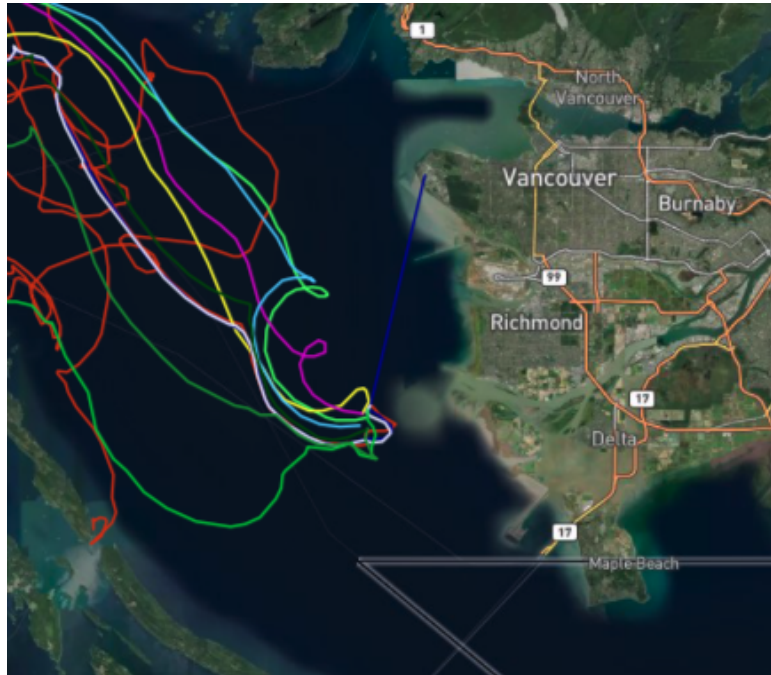 1
North
Vancouver
Vancouver
Burnaby
99
Richmond
17
Delta
17
Maple Beach